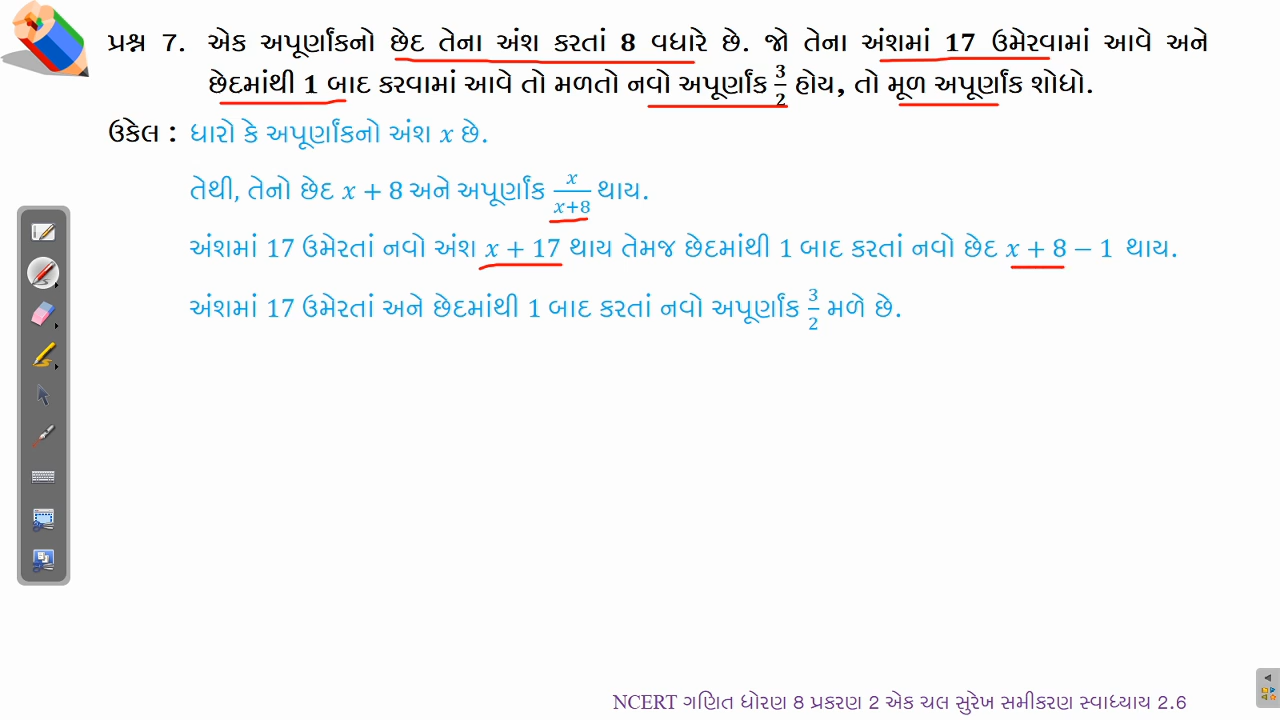 પ્રશ્ન 7. એક અપૂર્ણાંકનો છેદ તેના અંશ કરતાં 8 વધારે છે. જો તેના અંશમાં 17 ઉમેરવામાં આવે અને
છેદમાંથી 1 બાદ કરવામાં આવે તો મળતો નવો અપૂર્ણાંક 3/2 હોય, તો મૂળ અપૂર્ણાંક શોધો.
ઉકેલ : ધારો કે અપૂર્ણાંકનો અંશ x છે.
તેથી, તેનો છેદ x + 8 અને અપૂર્ણાંક x/(x+8) થાય.
અંશમાં 17 ઉમેરતાં નવો અંશ x + 17 થાય તેમજ છેદમાંથી 1 બાદ કરતાં નવો છેદ x + 8 − 1 થાય.
અંશમાં 17 ઉમેરતાં અને છેદમાંથી 1 બાદ કરતાં નવો અપૂર્ણાંક 3/2 મળે છે.
NCERT ગણિત ધોરણ 8 પ્રકરણ 2 એક ચલ સુરેખ સમીકરણ સ્વાધ્યાય 2.6